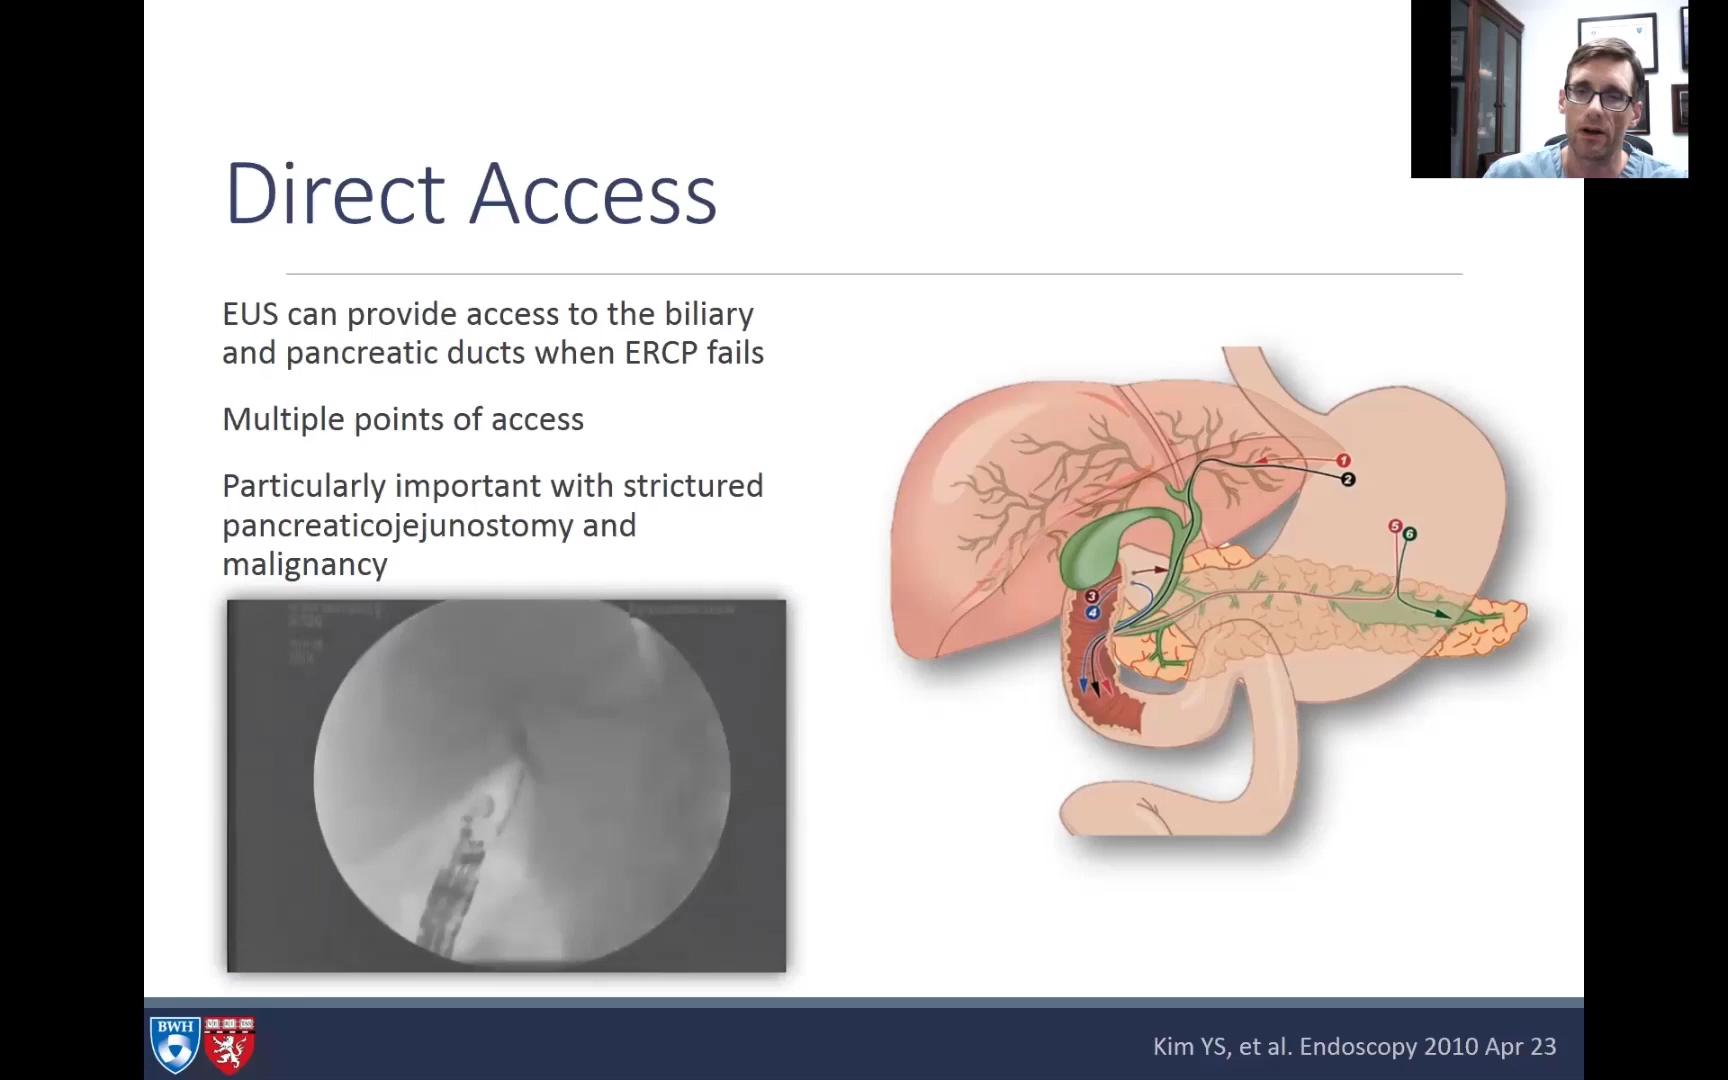 Direct Access
EUS can provide access to the biliary
and pancreatic ducts when ERCP fails
Multiple points of access
Particularly important with strictured
pancreaticojejunostomy and
malignancy
1
2
5
6
3
4
BWH
Kim YS, et al. Endoscopy 2010 Apr 23